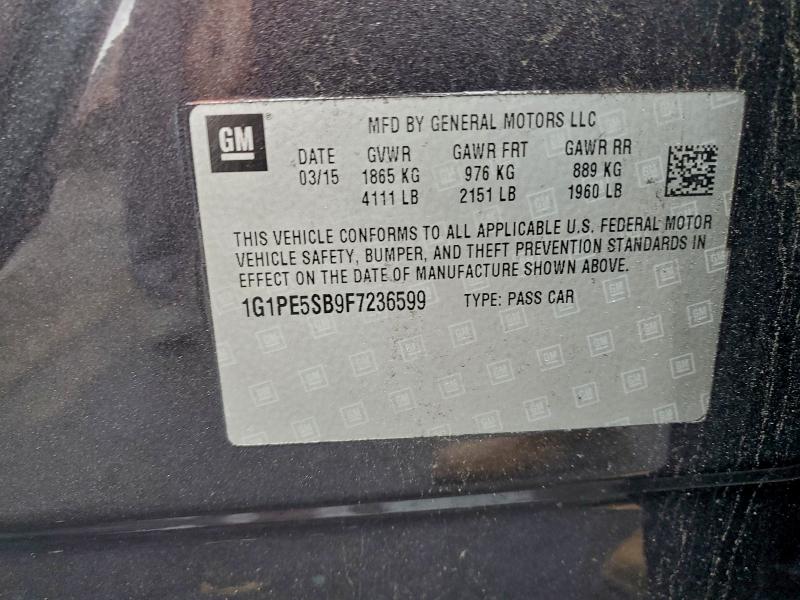 GM
MFD BY GENERAL MOTORS LLC
DATE GVWR GAWR FRT GAWR RR
03/15 1865 KG 976 KG 889 KG
4111 LB 2151 LB 1960 LB
THIS VEHICLE CONFORMS TO ALL APPLICABLE U.S. FEDERAL MOTOR
VEHICLE SAFETY, BUMPER, AND THEFT PREVENTION STANDARDS IN
EFFECT ON THE DATE OF MANUFACTURE SHOWN ABOVE.
1G1PE5SB9F7236599 TYPE: PASS CAR